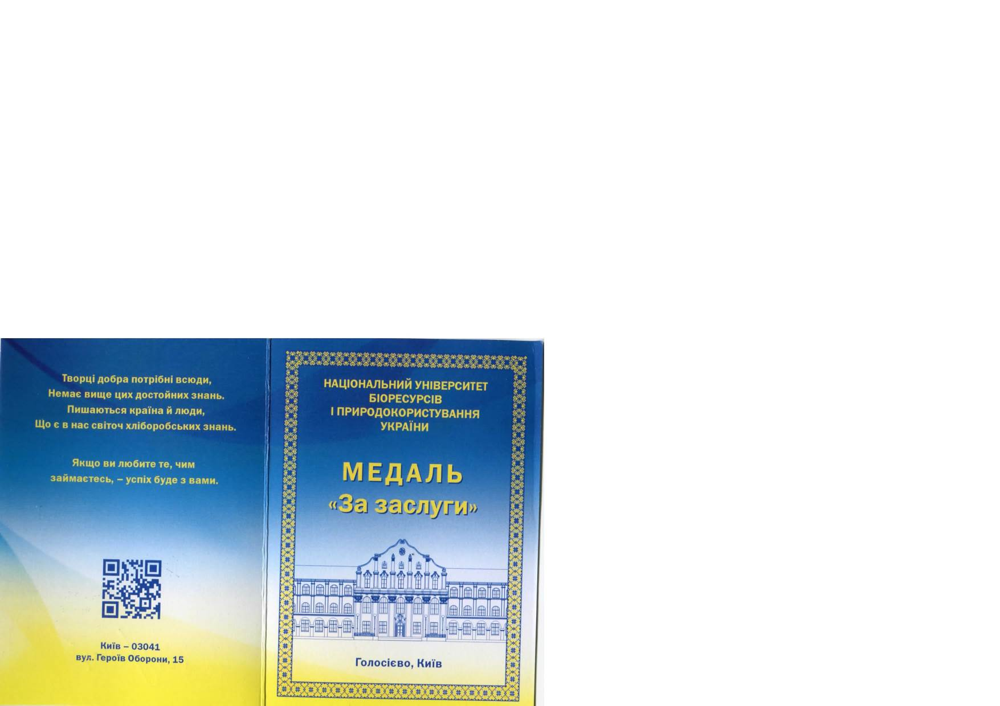 Творці добра потрібні всюди,
Немає вище цих достойних знань.
Пишаються країна й люди,
Що є в нас світоч хліборобських знань.
Якщо ви любите те, чим
займаєтесь, – успіх буде з вами.
Київ – 03041
вул. Героїв Оборони, 15
НАЦІОНАЛЬНИЙ УНІВЕРСИТЕТ
БІОРЕСУРСІВ
І ПРИРОДОКОРИСТУВАННЯ
УКРАЇНИ
МЕДАЛЬ
«За заслуги»
Голосієво, Київ